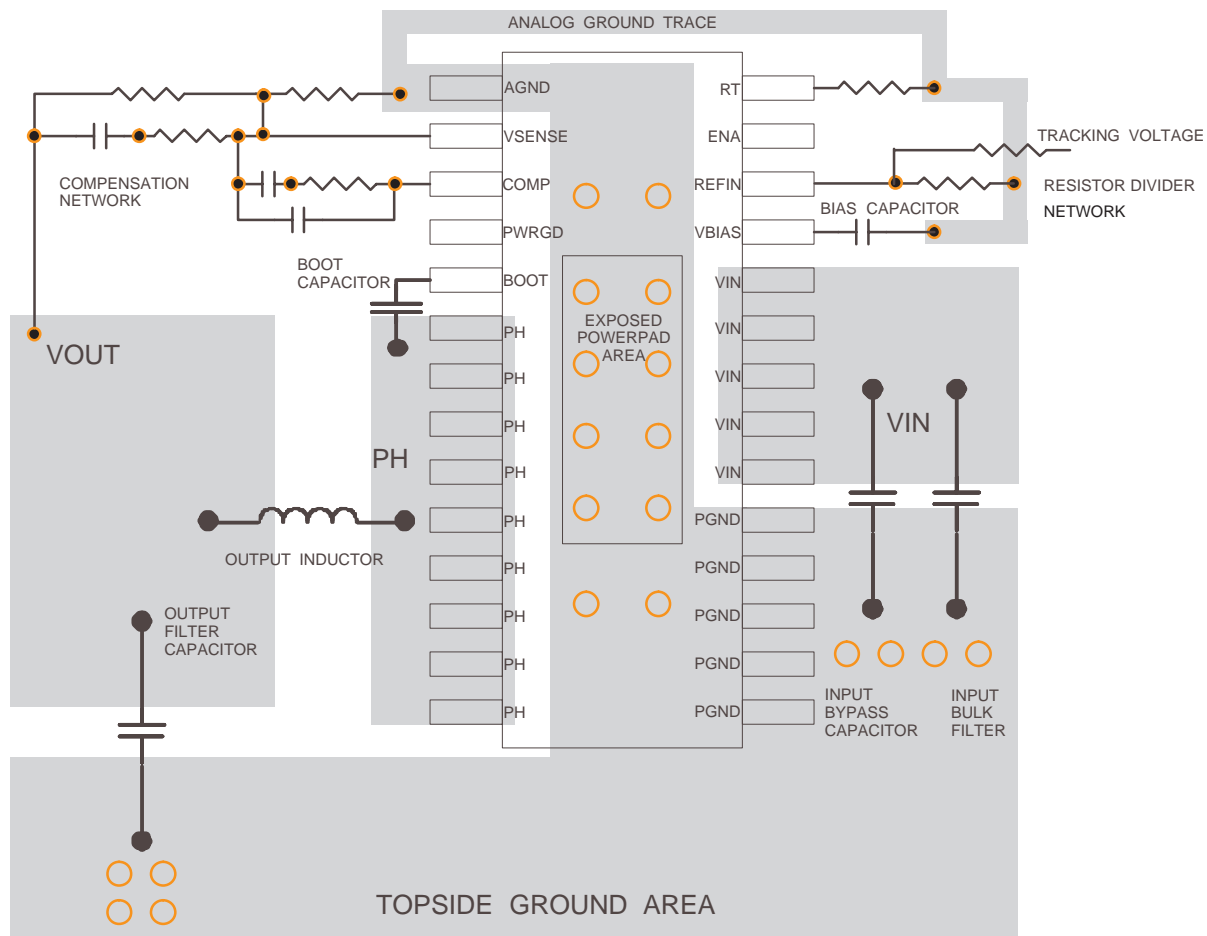 ANALOG GROUND TRACE
AGND
RT
VSENSE
ENA
TRACKING VOLTAGE
COMPENSATION
NETWORK
COMP
REFIN
RESISTOR DIVIDER
NETWORK
BIAS CAPACITOR
PWRGD
VBIAS
BOOT
CAPACITOR
BOOT
VIN
EXPOSED
POWERPAD
AREA
PH
VIN
VOUT
PH
VIN
PH
VIN
VIN
PH
PH
VIN
PH
PGND
OUTPUT INDUCTOR
PH
PGND
OUTPUT
FILTER
CAPACITOR
PH
PGND
PH
PGND
PH
PGND
INPUT
BYPASS
CAPACITOR
INPUT
BULK
FILTER
TOPSIDE GROUND AREA